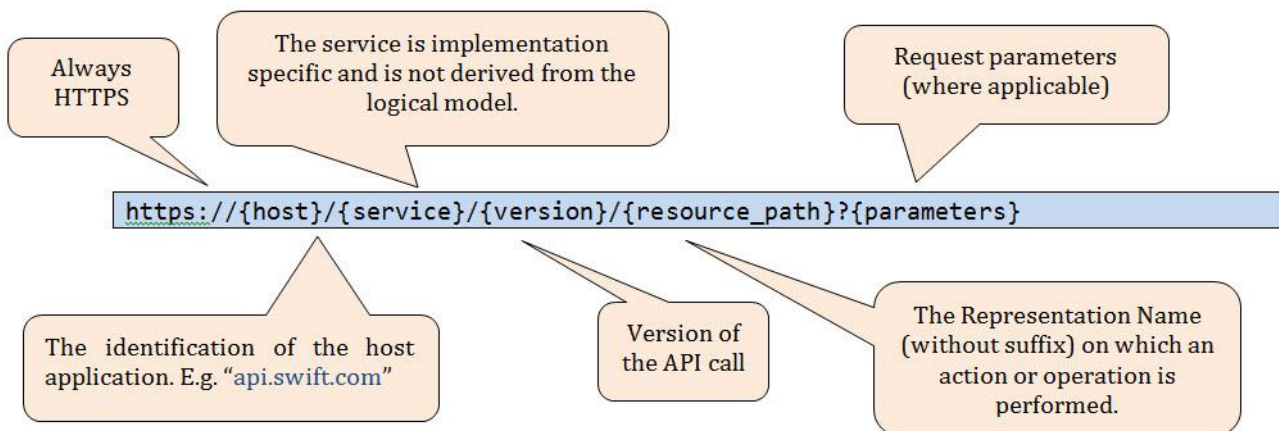 Always
HTTPS
The service is implementation
specific and is not derived from the
logical model.
Request parameters
(where applicable)
https://{host}/{service}/{version}/{resource_path}?{parameters}
The identification of the host
application. E.g. “api.swift.com”
Version of
the API call
The Representation Name
(without suffix) on which an
action or operation is
performed.